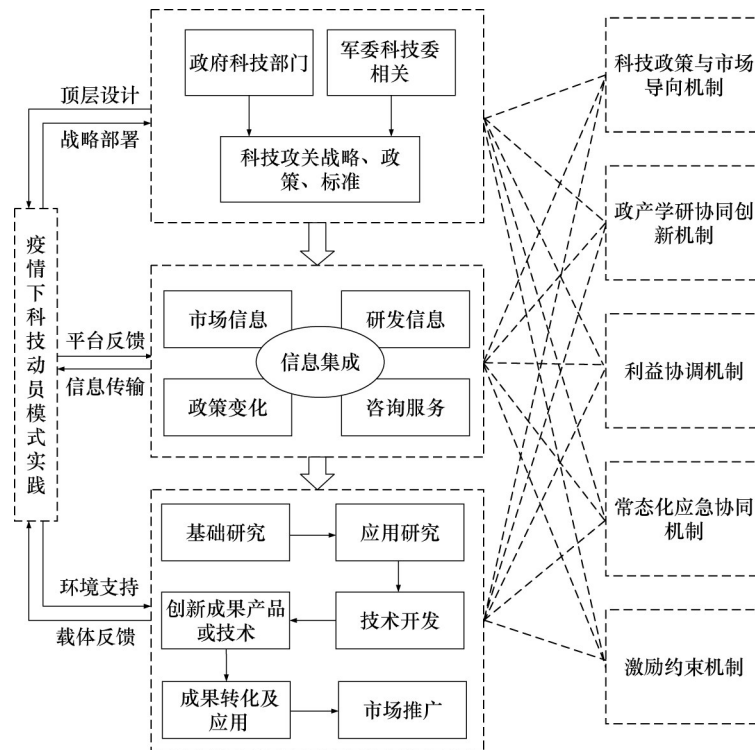 政府科技部门
军委科技委
相关
科技攻关战略、政
策、标准
顶层设计
战略部署
疫情下科技动员模式实践
市场信息
研发信息
信息集成
政策变化
咨询服务
平台反馈
信息传输
基础研究
应用研究
创新成果产品
或技术
技术开发
成果转化及
应用
市场推广
环境支持
载体反馈
科技政策与市场
导向机制
政产学研协同创
新机制
利益协调机制
常态化应急协同
机制
激励约束机制